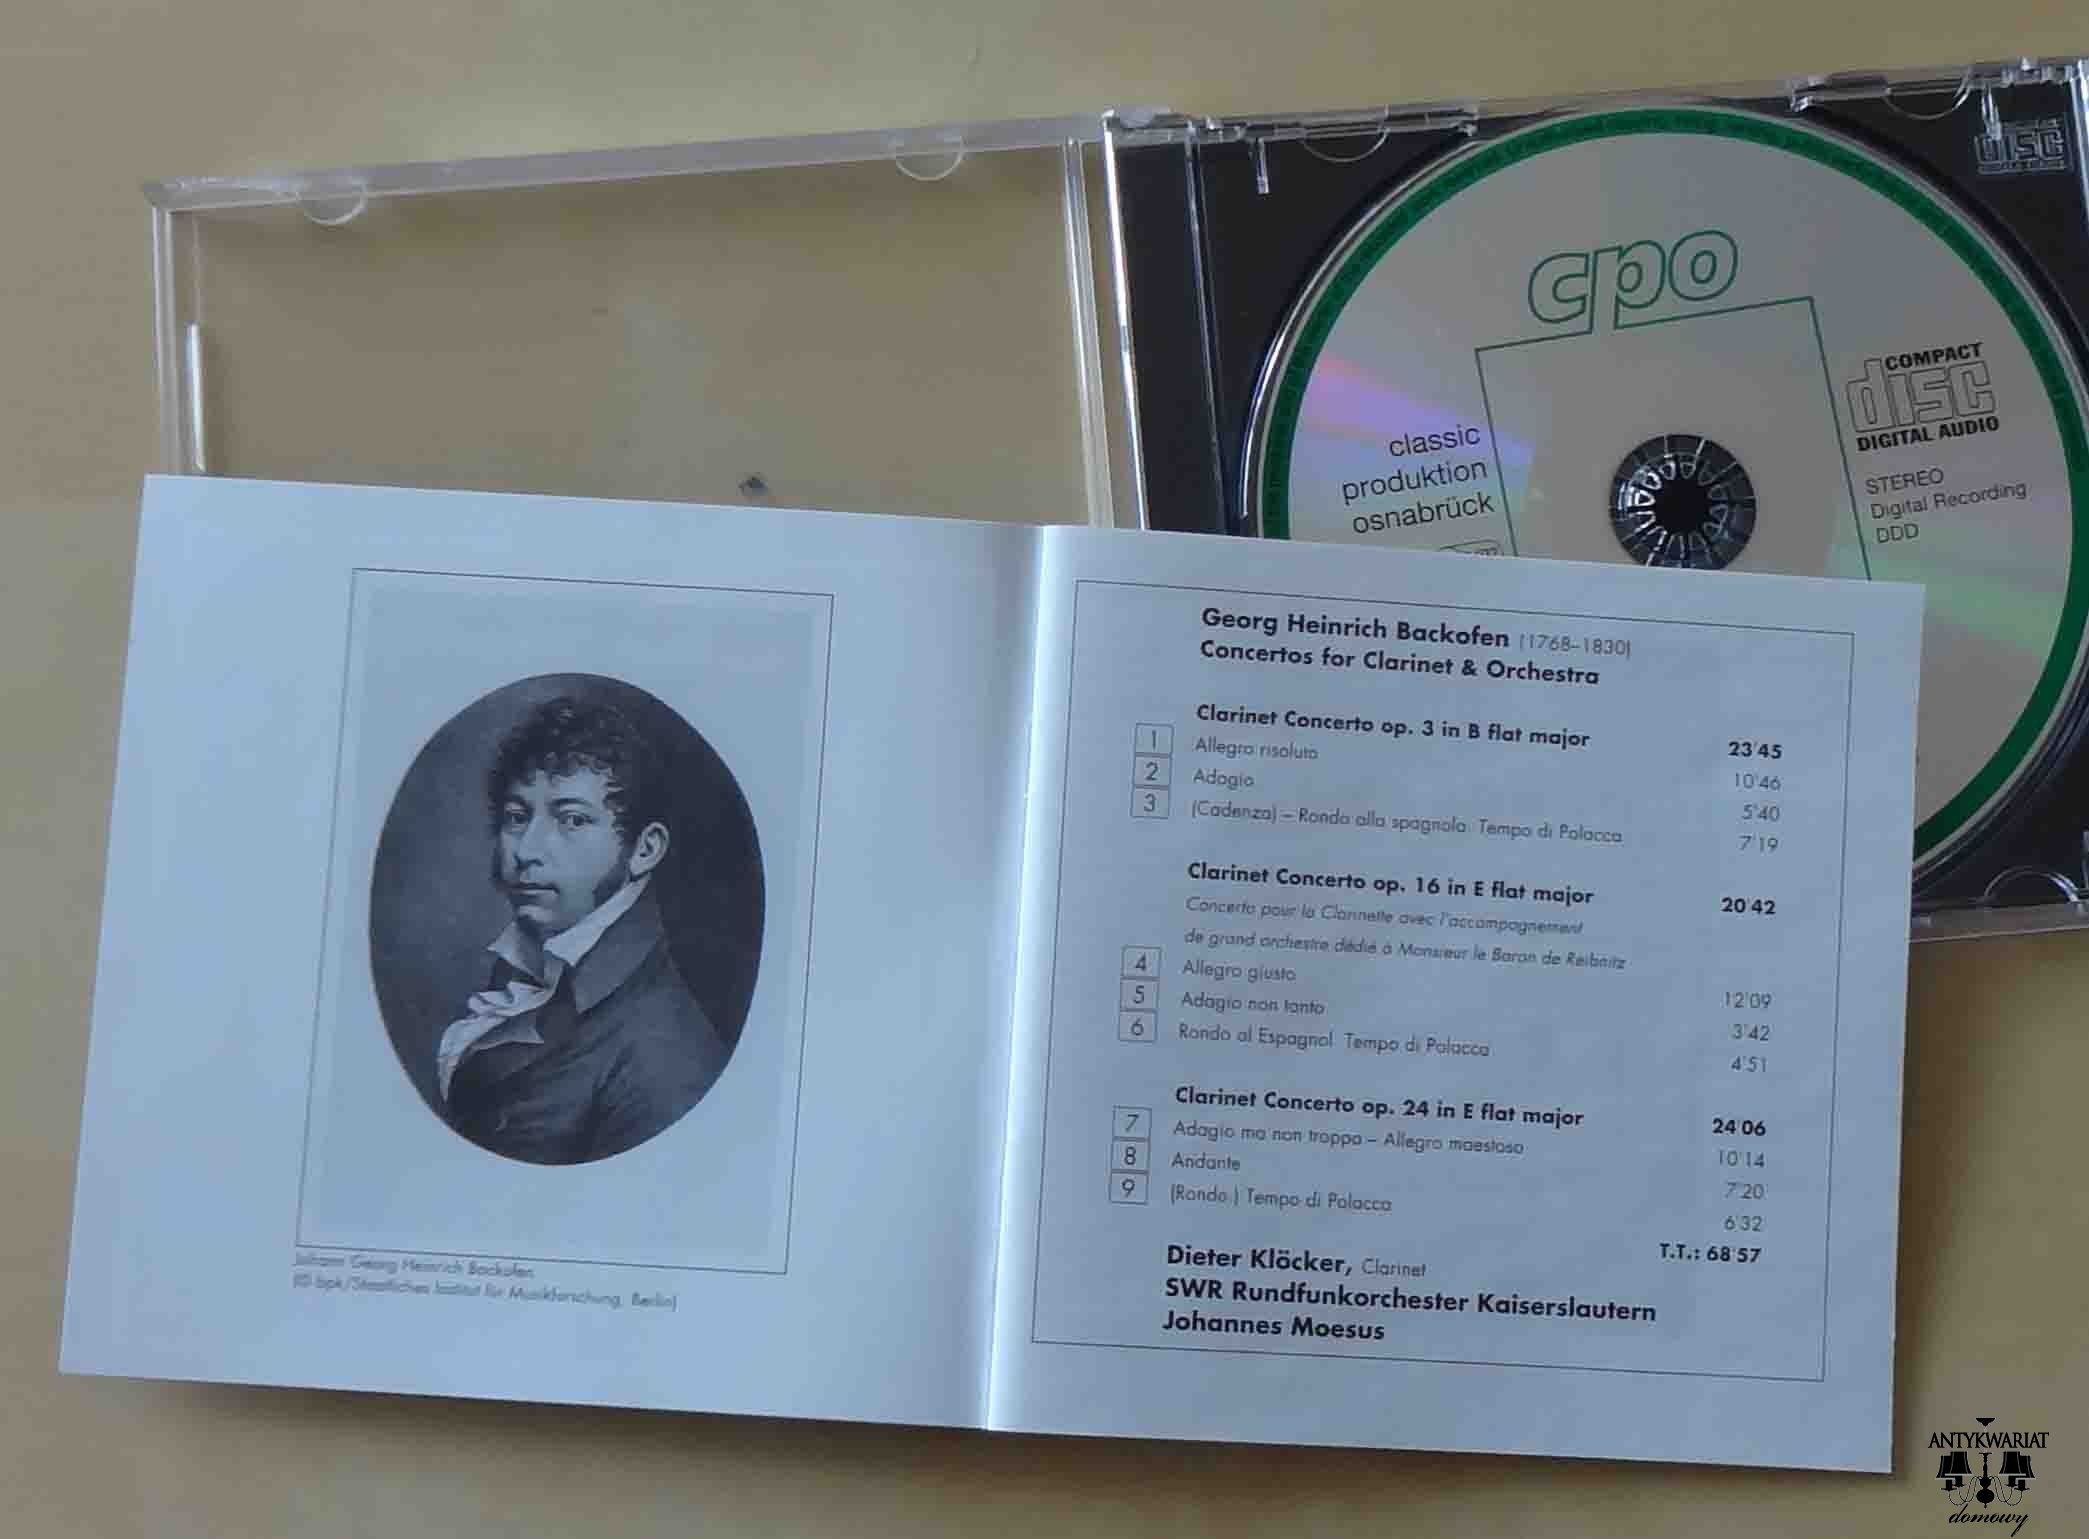 cpo
COMPACT
disc
DIGITAL AUDIO
classic
produktion
osnabrück
STEREO
Digital Recording
DDD
disc
Georg Heinrich Backofen (1768–1830)
Concertos for Clarinet & Orchestra
Clarinet Concerto op. 3 in B flat major 23'45
1 Allegro risoluto 10'46
2 Adagio 5'40
3 (Cadenza) – Rondo alla spagnola. Tempo di Polacca 7'19
Clarinet Concerto op. 16 in E flat major 20'42
Concerto pour la Clarinette avec l'accompagnement
de grand orchestre dédié à Monsieur le Baron de Reibnitz
4 Allegro giusto 12'09
5 Adagio non tanto 3'42
6 Rondo al Espagnol. Tempo di Polacca 4'51
Clarinet Concerto op. 24 in E flat major 24'06
7 Adagio ma non troppo – Allegro maestoso 10'14
8 Andante 7'20
9 (Rondo.) Tempo di Polacca 6'32
T.T.: 68'57
Dieter Klöcker, Clarinet
SWR Rundfunkorchester Kaiserslautern
Johannes Moesus
Johann Georg Heinrich Backofen
(© bpk/Staatliches Institut für Musikforschung, Berlin)
ANTYKWARIAT
domowy